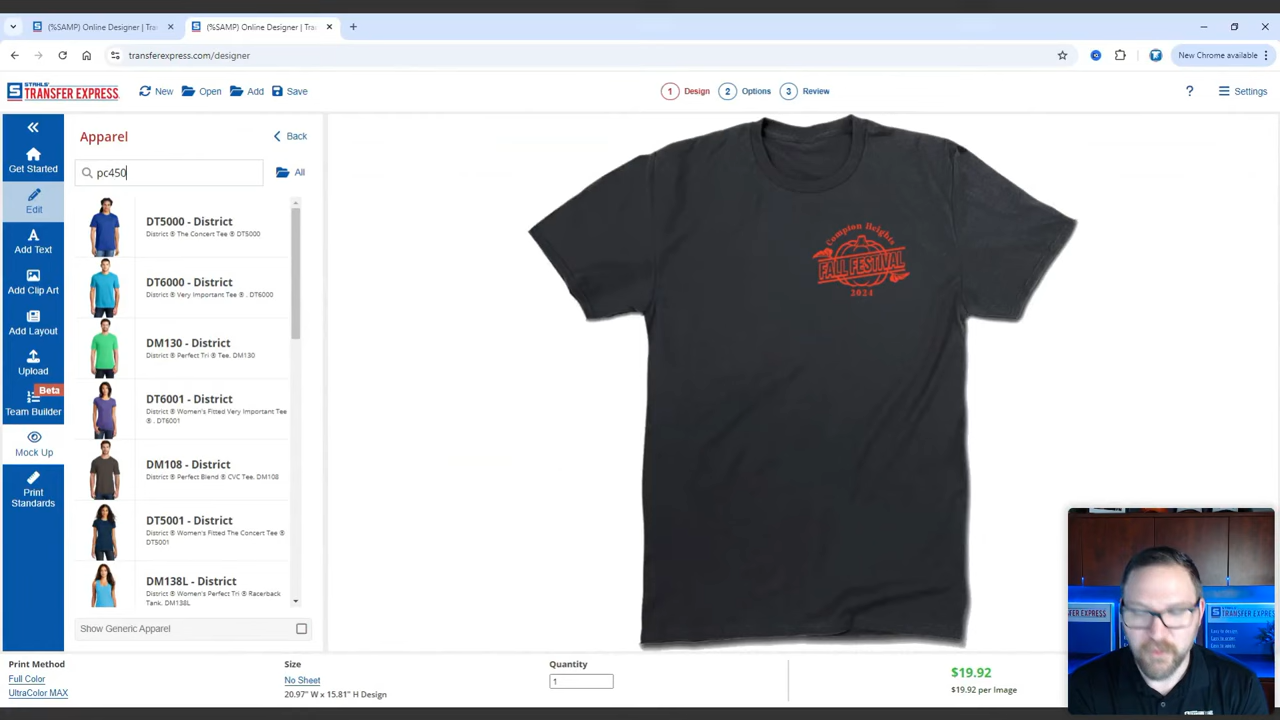 (%SAMP) Online Designer | Tra
(%SAMP) Online Designer | Tra
transferexpress.com/designer
New Chrome available
STAHLS'
TRANSFER EXPRESS
New
Open
Add
Save
1 Design
2 Options
3 Review
?
Settings
Get Started
Edit
Add Text
Add Clip Art
Add Layout
Upload
Beta
Team Builder
Mock Up
Print
Standards
Apparel
Back
pc450
All
DT5000 - District
District ® The Concert Tee ® DT5000
DT6000 - District
District ® Very Important Tee ® . DT6000
DM130 - District
District ® Perfect Tri ® Tee. DM130
DT6001 - District
District ® Women's Fitted Very Important Tee
® . DT6001
DM108 - District
District ® Perfect Blend ® CVC Tee. DM108
DT5001 - District
District ® Women's Fitted The Concert Tee ®
DT5001
DM138L - District
District ® Women's Perfect Tri ® Racerback
Tank. DM138L
Show Generic Apparel
Compton Heights
FALL FESTIVAL
2024
Print Method
Full Color
UltraColor MAX
Size
No Sheet
20.97" W x 15.81" H Design
Quantity
1
$19.92
$19.92 per Image
TRANSFER EXPRESS